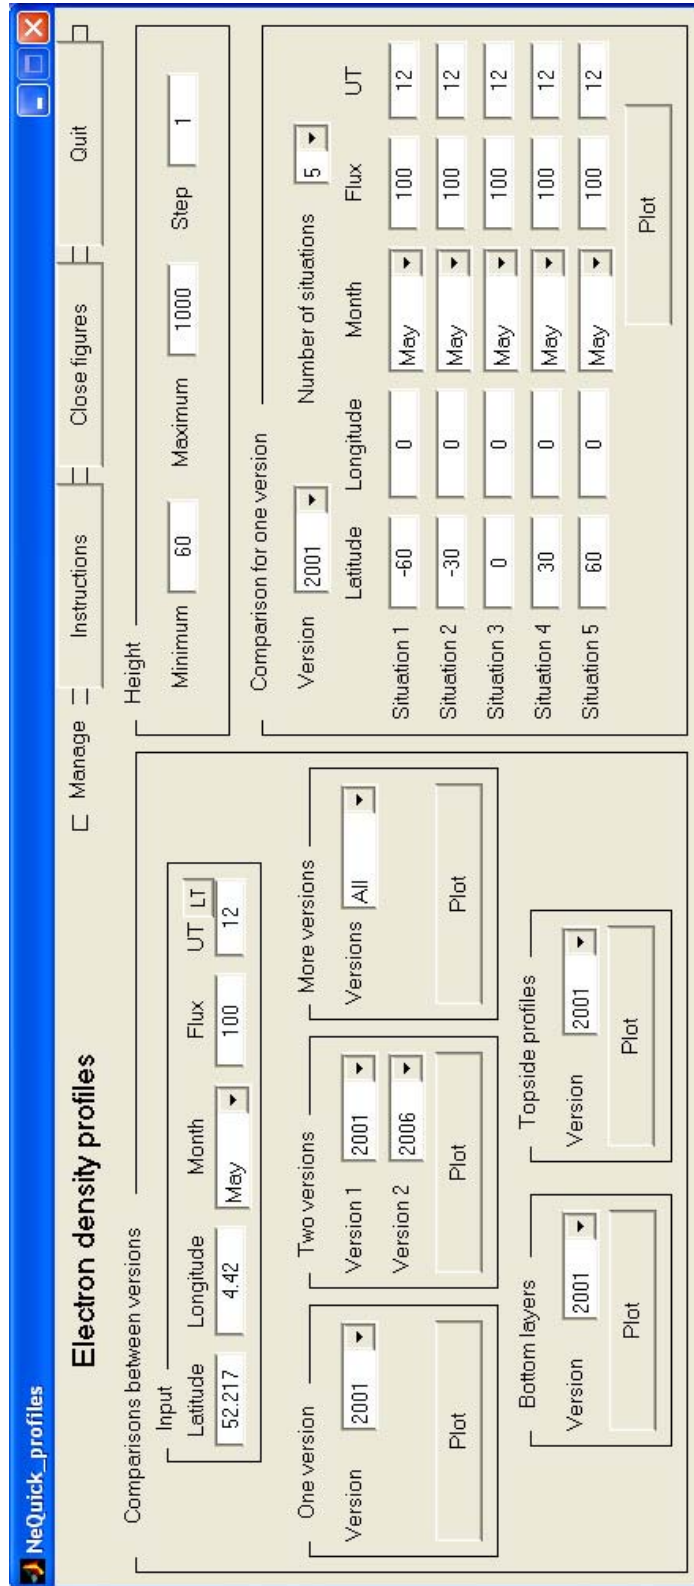 NeQuick_profiles
Electron density profiles
Manage
Instructions
Close figures
Quit
Comparisons between versions
Input
Latitude Longitude Month Flux UT LT
52.217 4.42 May 100 12
One version
Version 2001
Plot
Two versions
Version 1 2001
Version 2 2006
Plot
More versions
Versions All
Plot
Bottom layers
Version 2001
Plot
Topside profiles
Version 2001
Plot
Height
Minimum 60 Maximum 1000 Step 1
Comparison for one version
Version 2001 Number of situations 5
Latitude Longitude Month Flux UT
Situation 1 -60 0 May 100 12
Situation 2 -30 0 May 100 12
Situation 3 0 0 May 100 12
Situation 4 30 0 May 100 12
Situation 5 60 0 May 100 12
Plot